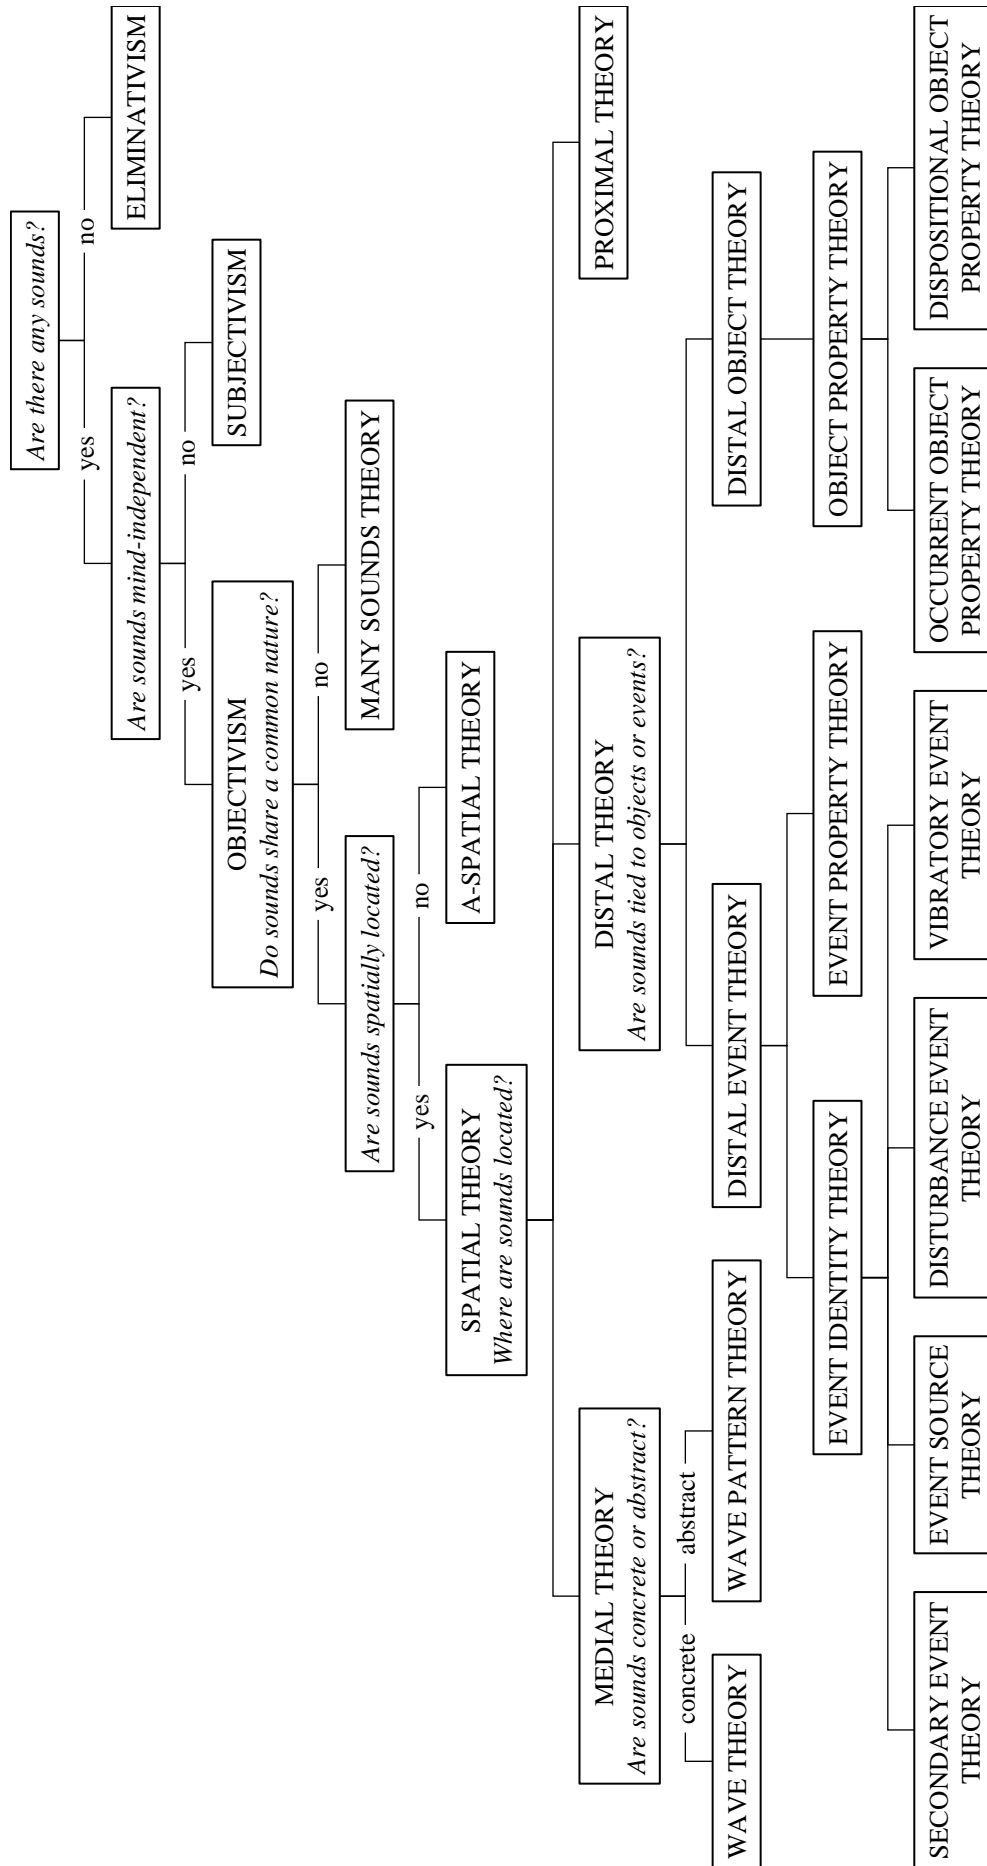 Are there any sounds?
yes
no
Are sounds mind-independent?
ELIMINATIVISM
yes
no
OBJECTIVISM
Do sounds share a common nature?
SUBJECTIVISM
yes
no
Are sounds spatially located?
MANY SOUNDS THEORY
yes
no
SPATIAL THEORY
Where are sounds located?
A-SPATIAL THEORY
MEDIAL THEORY
Are sounds concrete or abstract?
DISTAL THEORY
Are sounds tied to objects or events?
PROXIMAL THEORY
concrete
abstract
WAVE THEORY
WAVE PATTERN THEORY
DISTAL EVENT THEORY
DISTAL OBJECT THEORY
EVENT IDENTITY THEORY
EVENT PROPERTY THEORY
OBJECT PROPERTY THEORY
SECONDARY EVENT
THEORY
EVENT SOURCE
THEORY
DISTURBANCE EVENT
THEORY
VIBRATORY EVENT
THEORY
OCCURRENT OBJECT
PROPERTY THEORY
DISPOSITIONAL OBJECT
PROPERTY THEORY